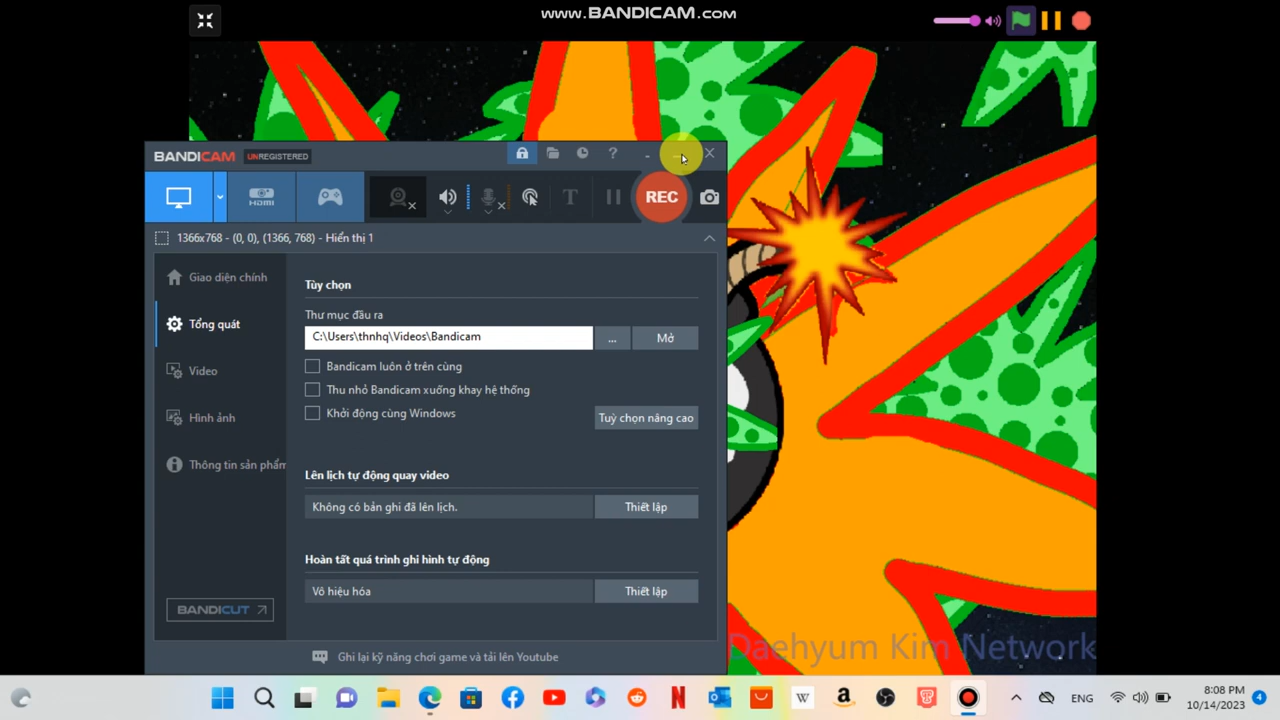 www.BANDICAM.com
BANDICAM UNREGISTERED
?
HDMI
T
REC
1366x768 - (0, 0), (1366, 768) - Hiển thị 1
Giao diện chính
Tổng quát
Video
Hình ảnh
Thông tin sản phẩm
Tùy chọn
Thư mục đầu ra
C:\Users\thnhq\Videos\Bandicam
... Mở
Bandicam luôn ở trên cùng
Thu nhỏ Bandicam xuống khay hệ thống
Khởi động cùng Windows
Tuỳ chọn nâng cao
Lên lịch tự động quay video
Không có bản ghi đã lên lịch. Thiết lập
Hoàn tất quá trình ghi hình tự động
Vô hiệu hóa Thiết lập
BANDICUT
Ghi lại kỹ năng chơi game và tải lên Youtube
Daehyum Kim Network
W
ENG
8:08 PM
10/14/2023
4